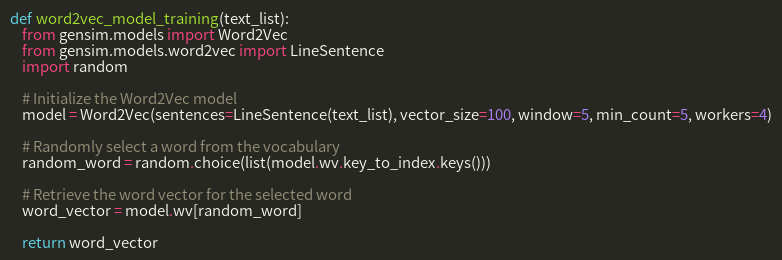 def word2vec_model_training(text_list):
    from gensim.models import Word2Vec
    from gensim.models.word2vec import LineSentence
    import random

    # Initialize the Word2Vec model
    model = Word2Vec(sentences=LineSentence(text_list), vector_size=100, window=5, min_count=5, workers=4)

    # Randomly select a word from the vocabulary
    random_word = random.choice(list(model.wv.key_to_index.keys()))

    # Retrieve the word vector for the selected word
    word_vector = model.wv[random_word]

    return word_vector